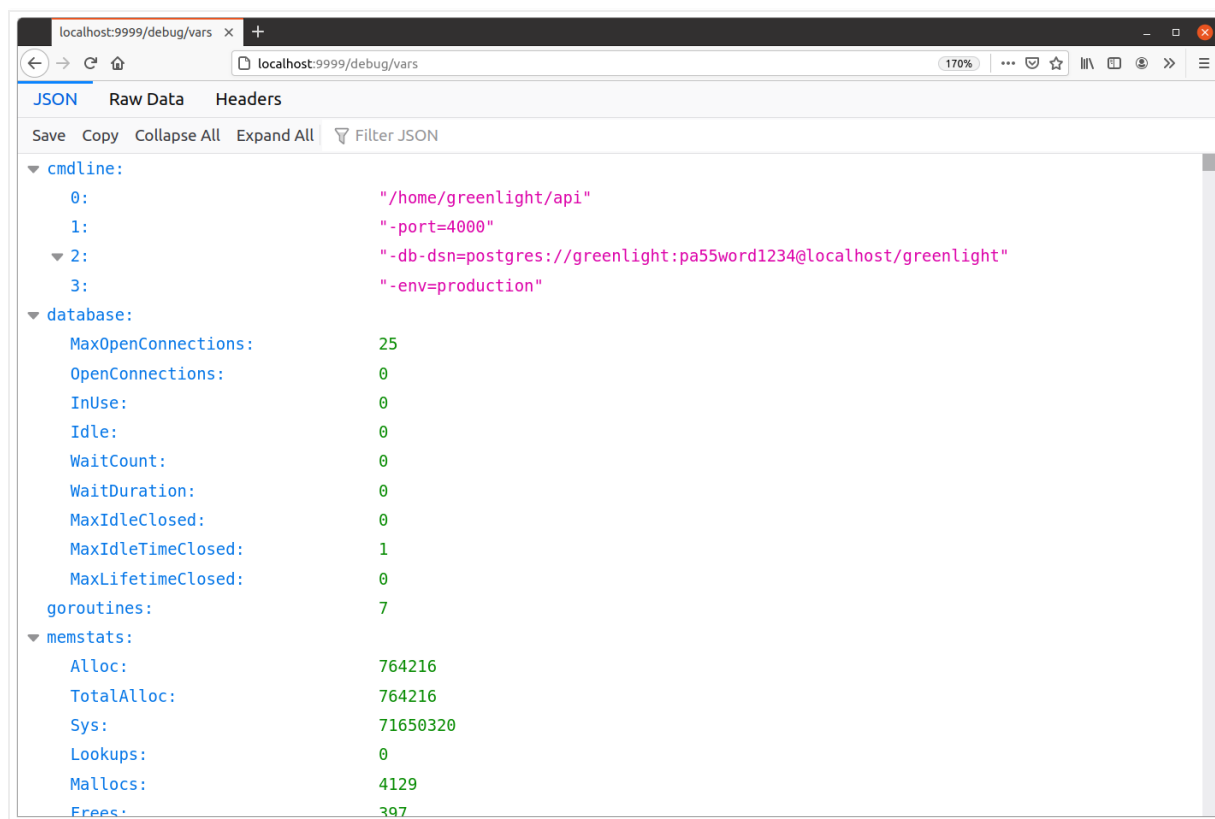 localhost:9999/debug/vars × +
localhost:9999/debug/vars 170%
JSON Raw Data Headers
Save Copy Collapse All Expand All Filter JSON
cmdline:
0: "/home/greenlight/api"
1: "-port=4000"
2: "-db-dsn=postgres://greenlight:pa55word1234@localhost/greenlight"
3: "-env=production"
database:
MaxOpenConnections: 25
OpenConnections: 0
InUse: 0
Idle: 0
WaitCount: 0
WaitDuration: 0
MaxIdleClosed: 0
MaxIdleTimeClosed: 1
MaxLifetimeClosed: 0
goroutines: 7
memstats:
Alloc: 764216
TotalAlloc: 764216
Sys: 71650320
Lookups: 0
Mallocs: 4129
Frees: 397